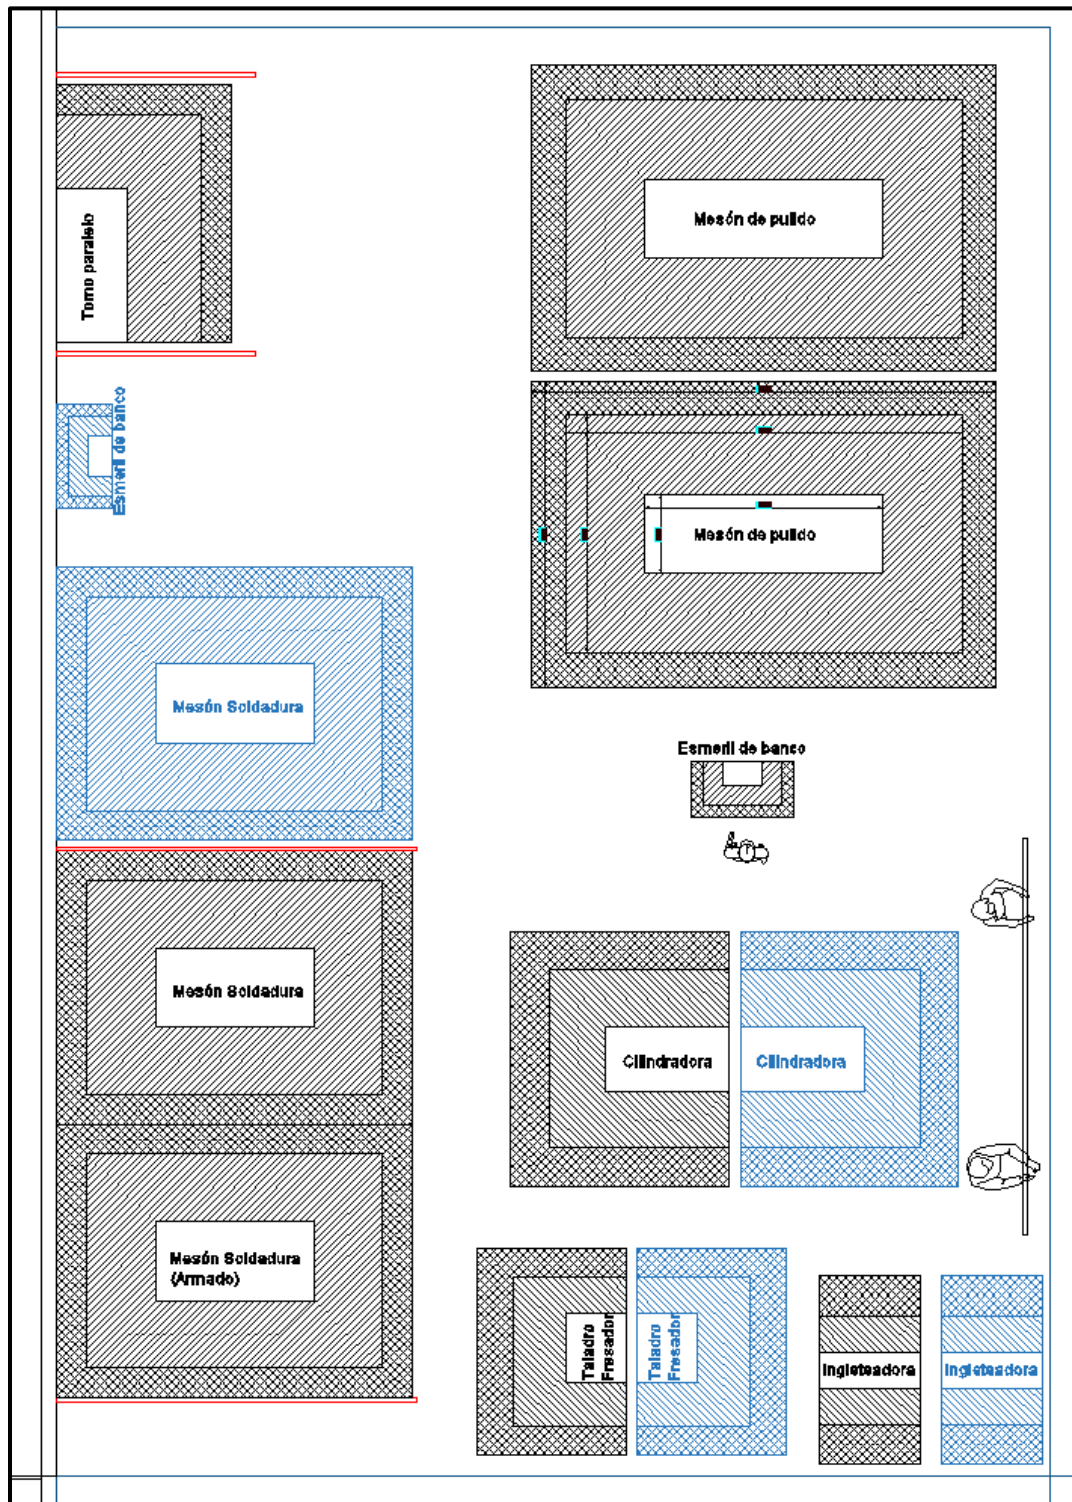 Mesón de pulido
Torno paralelo
Esmeril de banco
Mesón de pulido
Mesón Soldadura
Esmeril de banco
Mesón Soldadura
Cilindradora
Cilindradora
Mesón Soldadura
(Armado)
Taladro
Fresador
Taladro
Fresador
Ingleteadora
Ingleteadora